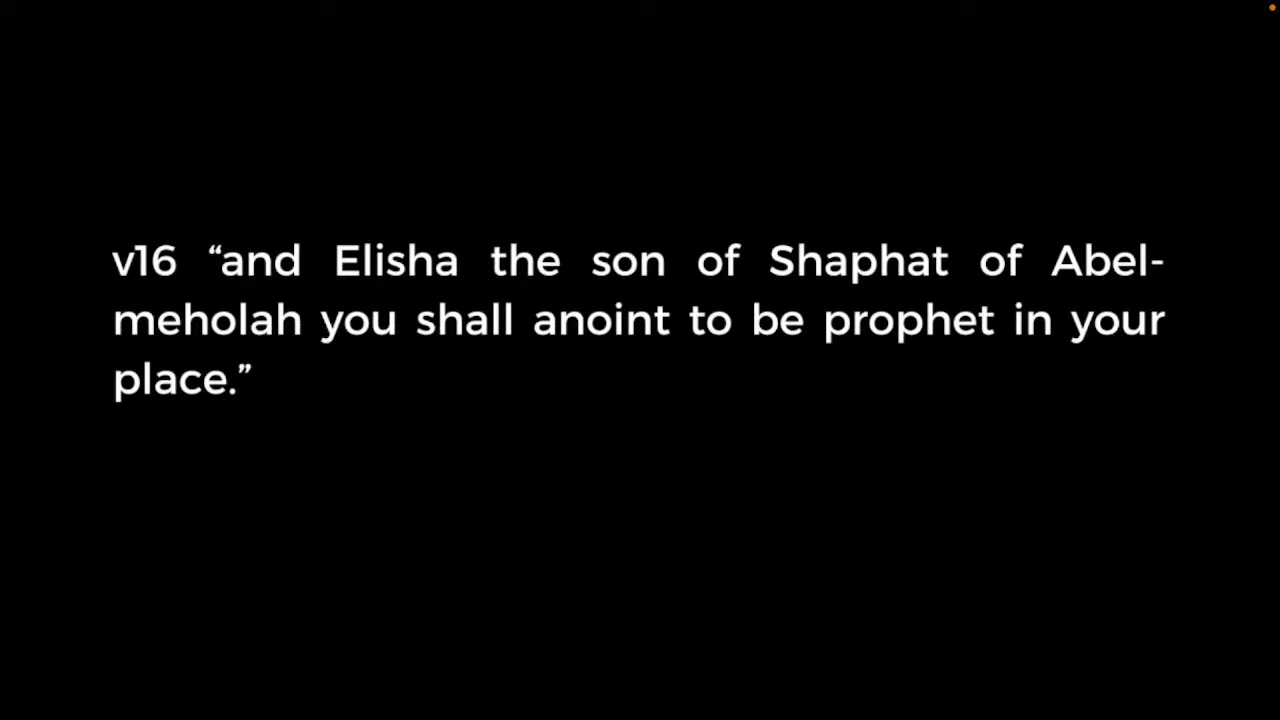 v16 “and Elisha the son of Shaphat of Abel-
meholah you shall anoint to be prophet in your
place.”